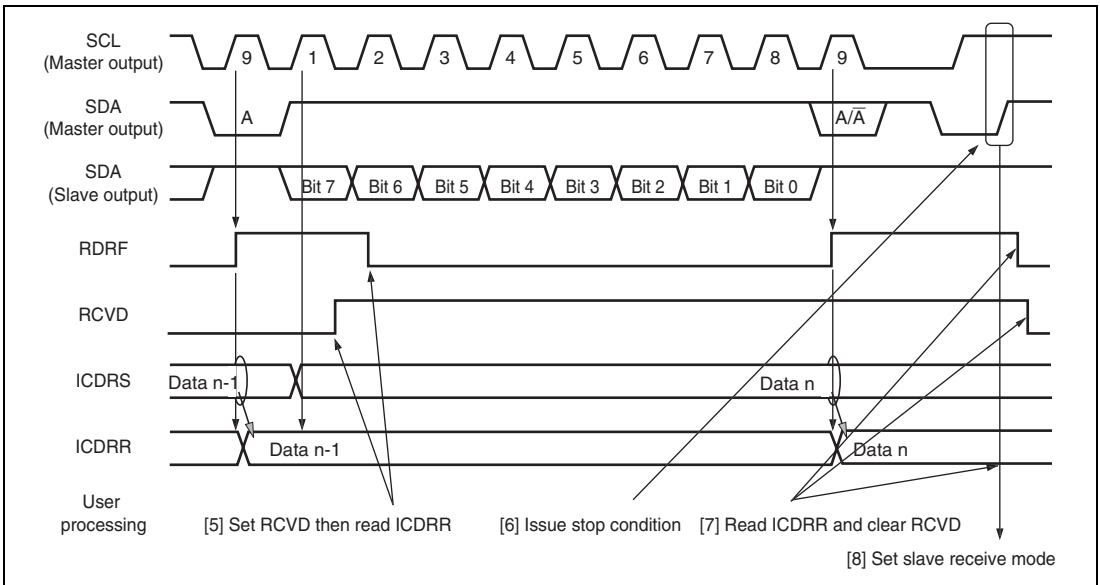 SCL
(Master output)
9 1 2 3 4 5 6 7 8 9
SDA
(Master output)
A A/A̅
SDA
(Slave output)
Bit 7 Bit 6 Bit 5 Bit 4 Bit 3 Bit 2 Bit 1 Bit 0
RDRF
RCVD
ICDRS
Data n-1 Data n
ICDRR
Data n-1 Data n
User
processing
[5] Set RCVD then read ICDRR [6] Issue stop condition [7] Read ICDRR and clear RCVD
[8] Set slave receive mode